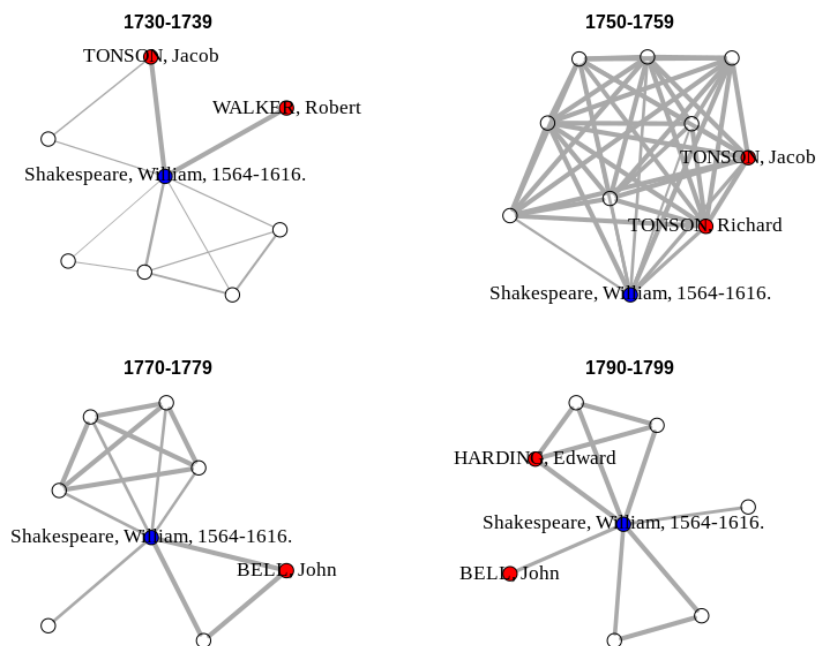 1730-1739
TONSON, Jacob
WALKER, Robert
Shakespeare, William, 1564-1616.
1750-1759
TONSON, Jacob
TONSON, Richard
Shakespeare, William, 1564-1616.
1770-1779
Shakespeare, William, 1564-1616.
BELL, John
1790-1799
HARDING, Edward
Shakespeare, William, 1564-1616.
BELL, John